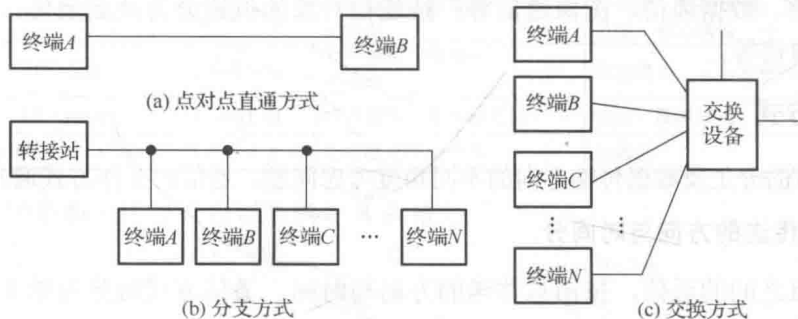 终端A
终端B
(a) 点对点直通方式
转接站
终端A
终端B
终端C
…
终端N
(b) 分支方式
终端A
终端B
终端C
⋮
⋮
终端N
交换
设备
(c) 交换方式